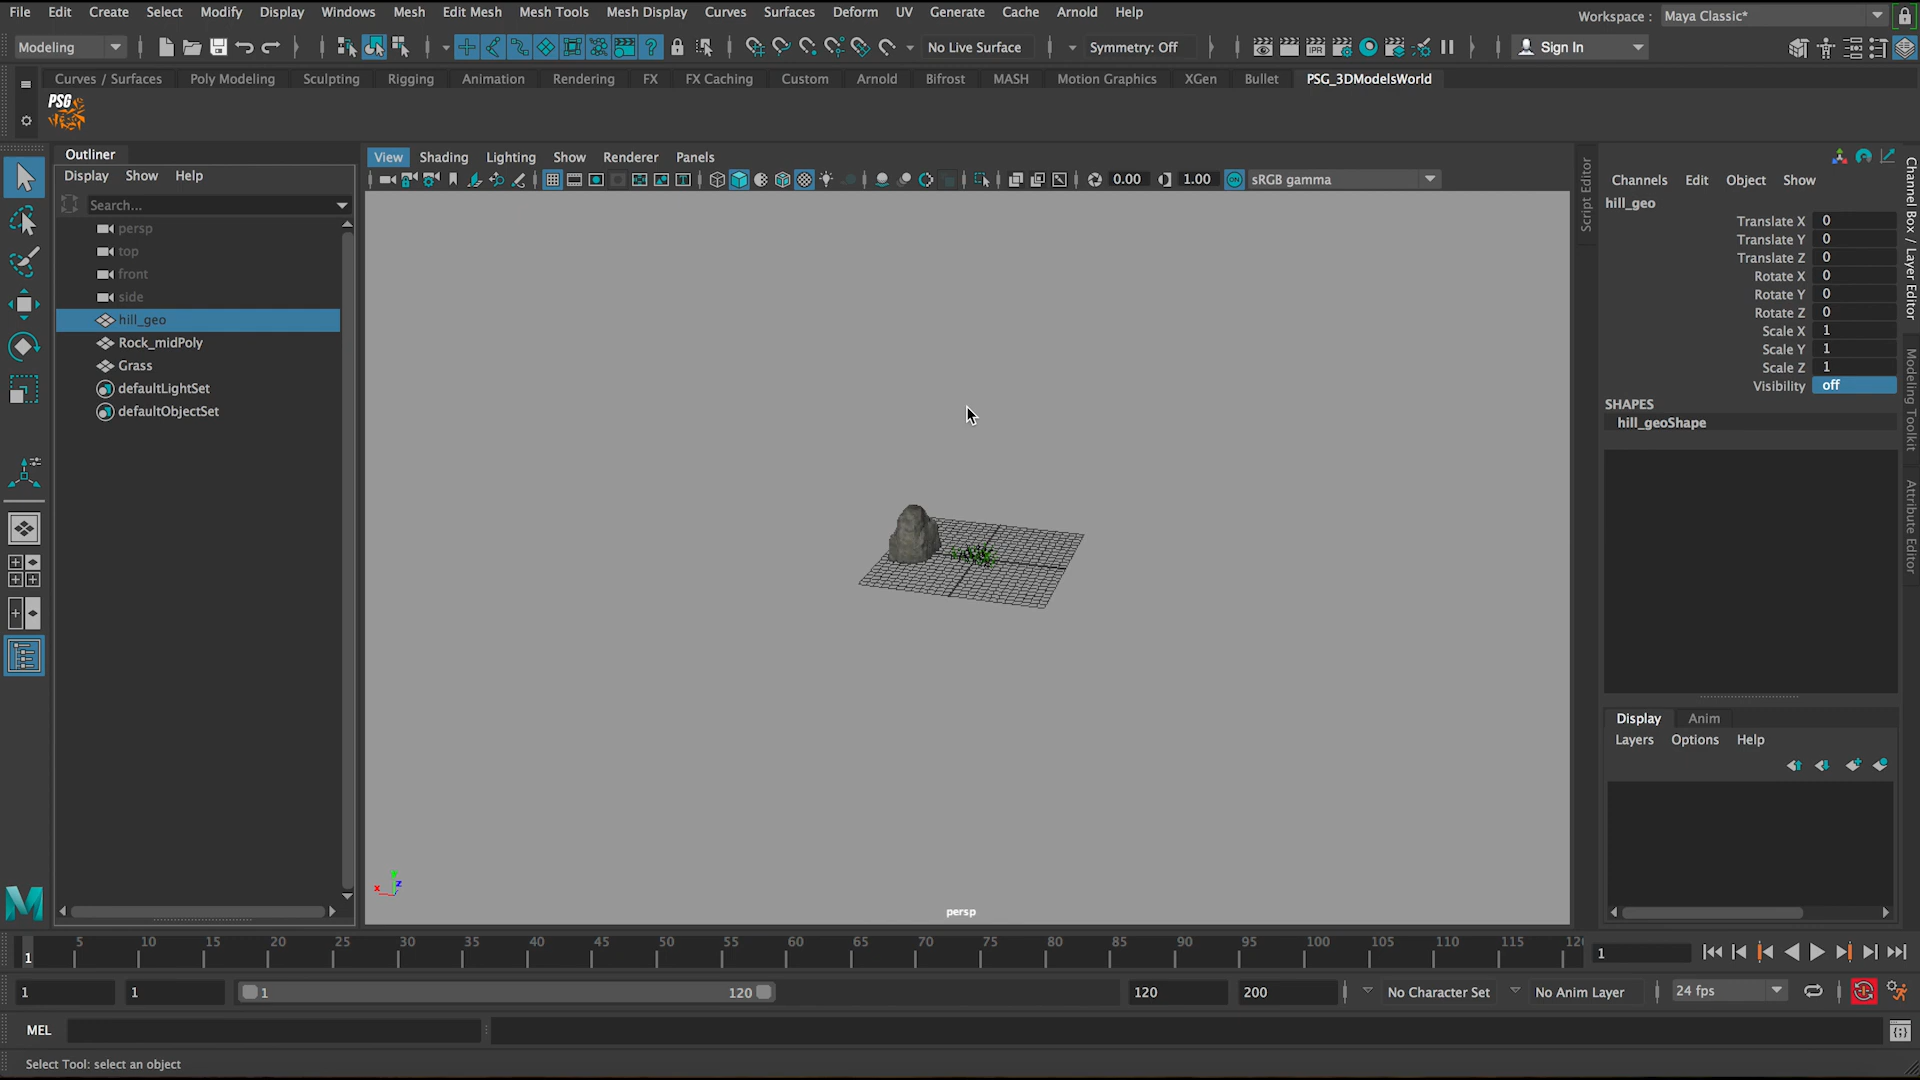 File Edit Create Select Modify Display Windows Mesh Edit Mesh Mesh Tools Mesh Display Curves Surfaces Deform UV Generate Cache Arnold Help
Workspace : Maya Classic*
Modeling No Live Surface Symmetry: Off IPR Sign In
Curves / Surfaces Poly Modeling Sculpting Rigging Animation Rendering FX FX Caching Custom Arnold Bifrost MASH Motion Graphics XGen Bullet PSG_3DModelsWorld
PSG
Outliner
Display Show Help
Search...
persp
top
front
side
hill_geo
Rock_midPoly
Grass
defaultLightSet
defaultObjectSet
View Shading Lighting Show Renderer Panels
0.00 1.00 ON sRGB gamma
x z
persp
Script Editor
Channels Edit Object Show
hill_geo
Translate X 0
Translate Y 0
Translate Z 0
Rotate X 0
Rotate Y 0
Rotate Z 0
Scale X 1
Scale Y 1
Scale Z 1
Visibility off
SHAPES
hill_geoShape
Channel Box / Layer Editor
Modeling Toolkit
Attribute Editor
Display Anim
Layers Options Help
5 10 15 20 25 30 35 40 45 50 55 60 65 70 75 80 85 90 95 100 105 110 115 12
1 1
1 1 1 120 120 200 No Character Set No Anim Layer 24 fps
MEL
Select Tool: select an object